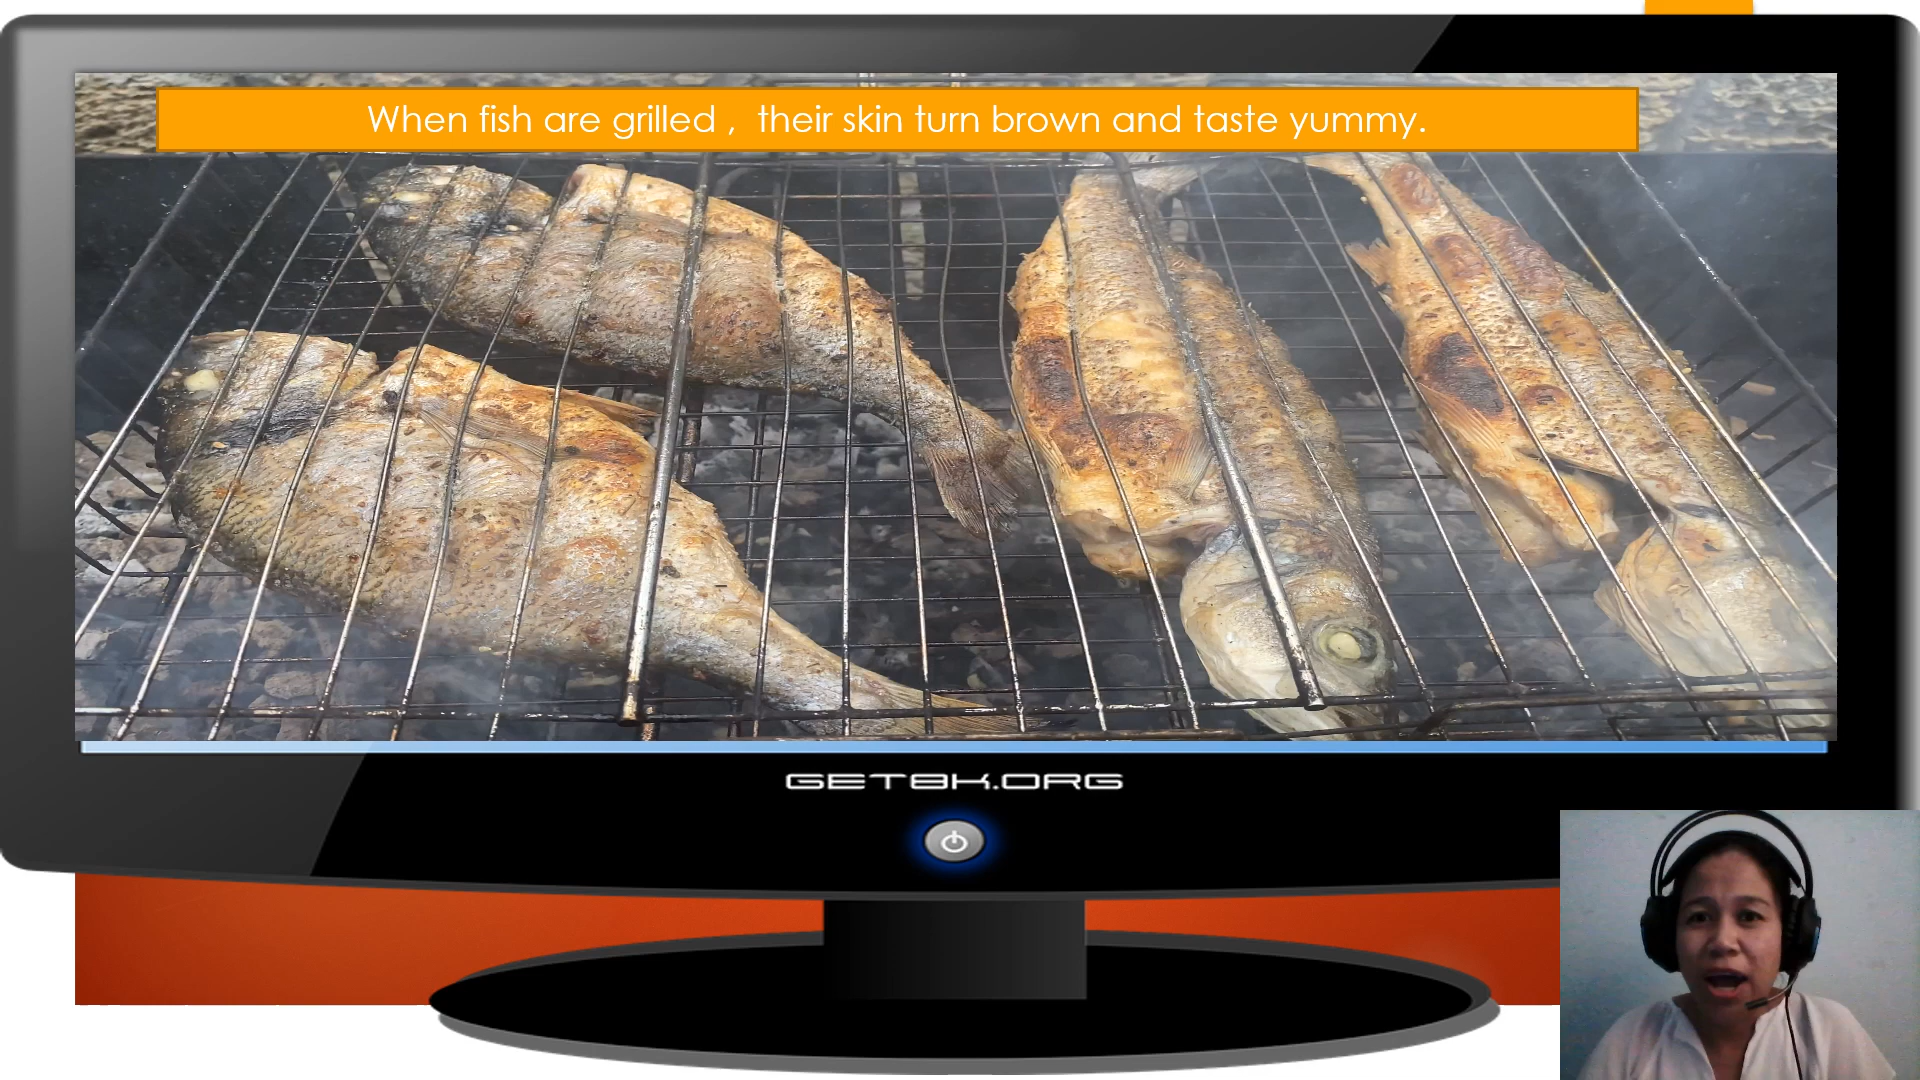 When fish are grilled ,  their skin turn brown and taste yummy.
GET8K.ORG